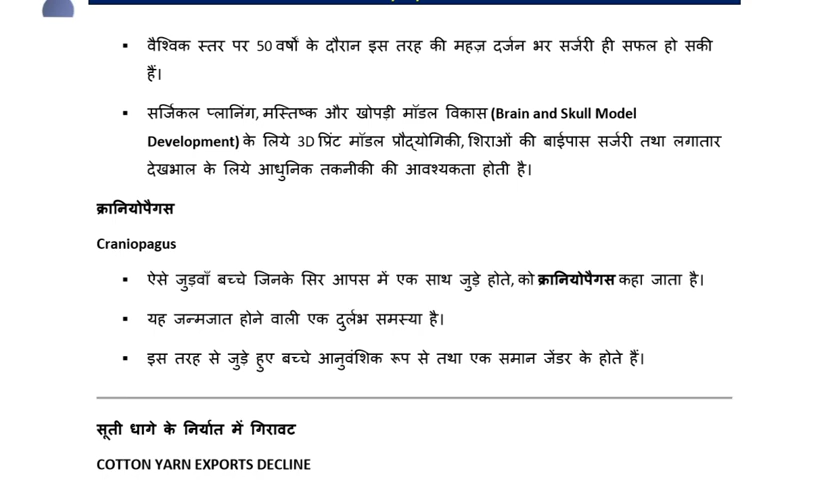 ▪ वैश्विक स्तर पर 50 वर्षों के दौरान इस तरह की महज़ दर्जन भर सर्जरी ही सफल हो सकी
हैं।
▪ सर्जिकल प्लानिंग, मस्तिष्क और खोपड़ी मॉडल विकास (Brain and Skull Model
Development) के लिये 3D प्रिंट मॉडल प्रौद्योगिकी, शिराओं की बाईपास सर्जरी तथा लगातार
देखभाल के लिये आधुनिक तकनीकी की आवश्यकता होती है।
क्रानियोपैगस
Craniopagus
▪ ऐसे जुड़वाँ बच्चे जिनके सिर आपस में एक साथ जुड़े होते, को क्रानियोपैगस कहा जाता है।
▪ यह जन्मजात होने वाली एक दुर्लभ समस्या है।
▪ इस तरह से जुड़े हुए बच्चे आनुवंशिक रूप से तथा एक समान जेंडर के होते हैं।
सूती धागे के निर्यात में गिरावट
COTTON YARN EXPORTS DECLINE